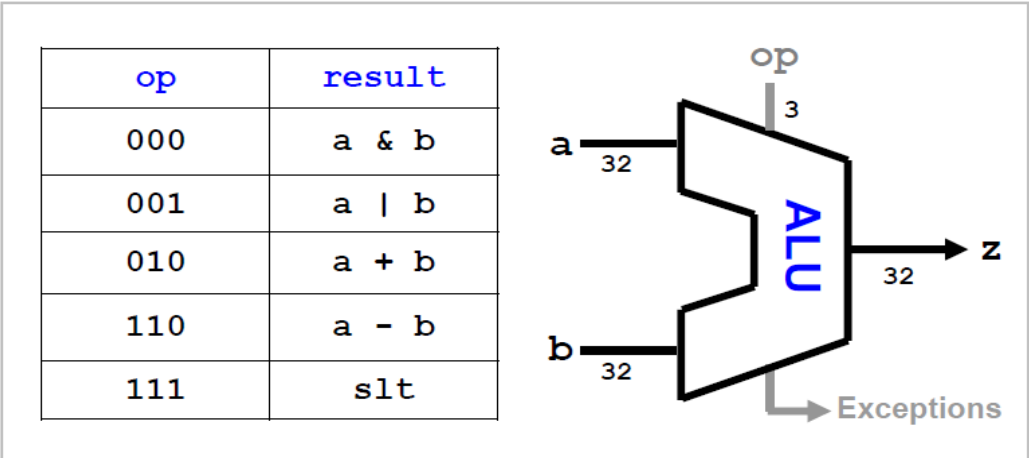 op result
000 a & b
001 a | b
010 a + b
110 a - b
111 slt
op
3
a
32
ALU
z
32
b
32
Exceptions